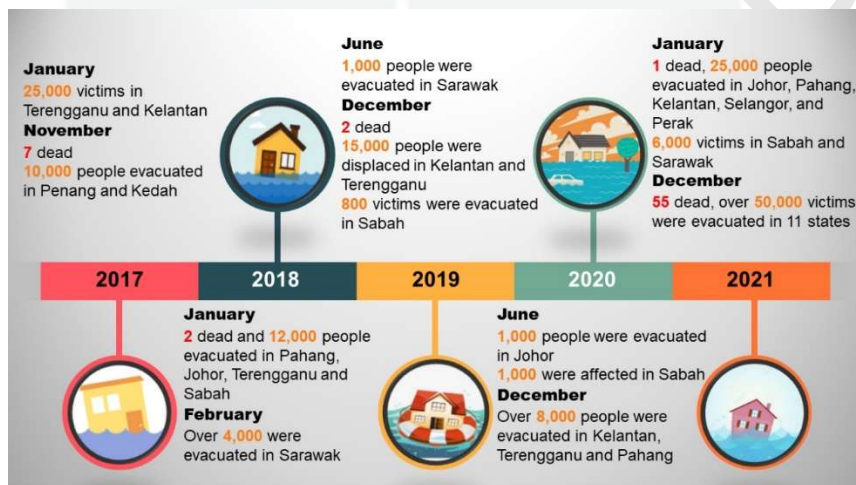 January
25,000 victims in
Terengganu and Kelantan
November
7 dead
10,000 people evacuated
in Penang and Kedah
June
1,000 people were
evacuated in Sarawak
December
2 dead
15,000 people were
displaced in Kelantan and
Terengganu
800 victims were evacuated
in Sabah
January
1 dead, 25,000 people
evacuated in Johor, Pahang,
Kelantan, Selangor, and
Perak
6,000 victims in Sabah and
Sarawak
December
55 dead, over 50,000 victims
were evacuated in 11 states
2017
2018
2019
2020
2021
January
2 dead and 12,000 people
evacuated in Pahang,
Johor, Terengganu and
Sabah
February
Over 4,000 were
evacuated in Sarawak
June
1,000 people were evacuated
in Johor
1,000 were affected in Sabah
December
Over 8,000 people were
evacuated in Kelantan,
Terengganu and Pahang